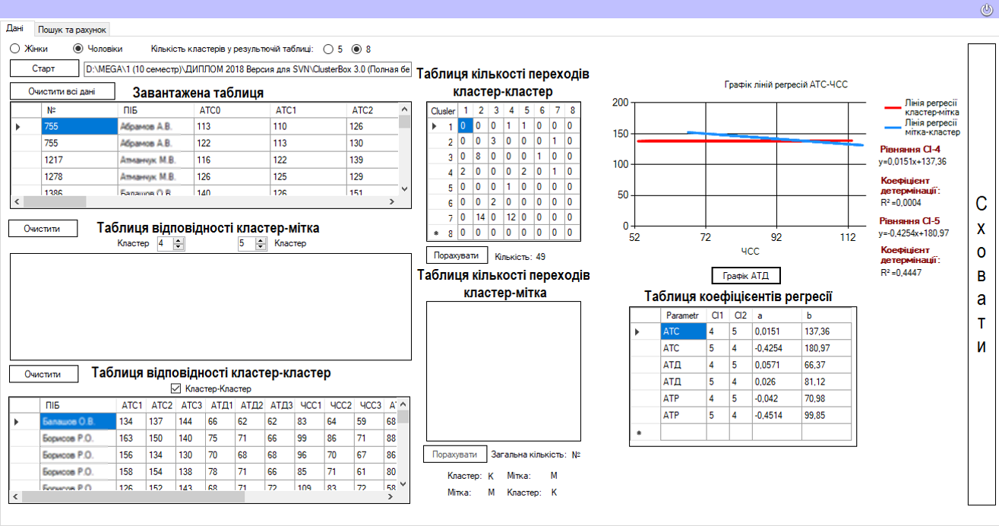 Дані Пошук та рахунок
Жінки Чоловіки Кількість кластерів у результуючій таблиці: 5 8
Старт D:\MEGA\1 (10 семестр)\ДИПЛОМ 2018 Версия для SVN\ClusterBox 3.0 (Полная бе
Очистити всі дані Завантажена таблиця
№ ПІБ АТС0 АТС1 АТС2
755 Абрамов А.В. 113 110 126
755 Абрамов А.В. 122 113 130
1217 Атманчук М.В. 116 122 139
1278 Атманчук М.В. 126 125 129
1386 Балашов О.В. 140 126 151
Очистити Таблиця відповідності кластер-мітка
Кластер 4 5 Кластер
Очистити Таблиця відповідності кластер-кластер
Кластер-Кластер
ПІБ АТС1 АТС2 АТС3 АТД1 АТД2 АТД3 ЧСС1 ЧСС2 ЧСС3
Балашов О.В. 134 137 144 66 62 62 83 64 59 68
Борисов Р.О. 163 150 140 75 71 66 99 86 71 88
Борисов Р.О. 156 134 130 70 68 68 96 70 67 86
Борисов Р.О. 158 154 138 78 71 66 85 71 61 80
Борисов Р.О. 126 152 143 68 71 72 109 83 72 58
Таблиця кількості переходів
кластер-кластер
Clusler 1 2 3 4 5 6 7 8
1 0 0 0 1 1 0 0 0
2 0 0 3 0 0 0 1 0
3 0 8 0 0 0 1 0 0
4 2 0 0 0 2 0 1 0
5 0 0 0 1 0 0 0 0
6 0 0 2 0 0 0 0 0
7 0 14 0 12 0 0 0 0
* 8 0 0 0 0 0 0 0 0
Порахувати Кількість: 49
Таблиця кількості переходів
кластер-мітка
Порахувати Загальна кількість: №
Кластер: К Мітка: М
Мітка: М Кластер: К
Графік ліній регресій АТС-ЧСС
200
150
100
50
0
52 72 92 112
ЧСС
Лінія регресії
кластер-мітка
Лінія регресії
мітка-кластер
Рівняння Cl-4
y=0,0151x+137,36
Коефіцієнт
детермінації:
R²=0,0004
Рівняння Cl-5
y=-0,4254x+180,97
Коефіцієнт
детермінації:
R²=0,4447
Графік АТД
Таблиця коефіцієнтів регресії
Parametr Cl1 Cl2 a b
АТС 4 5 0,0151 137,36
АТС 5 4 -0,4254 180,97
АТД 4 5 0,0571 66,37
АТД 5 4 0,026 81,12
АТР 4 5 -0,042 70,98
АТР 5 4 -0,4514 99,85
*
Сховати